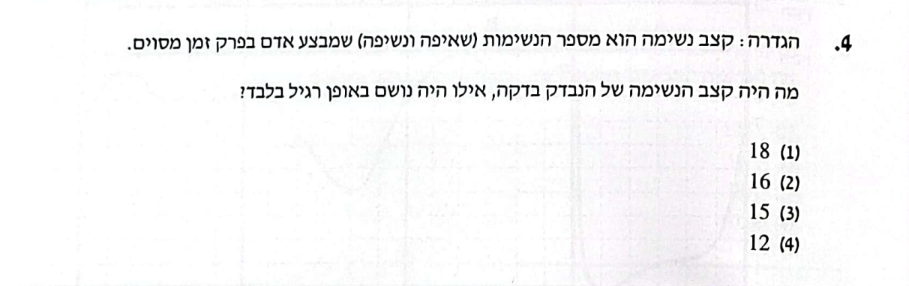 4. הגדרה: קצב נשימה הוא מספר הנשימות (שאיפה ונשיפה) שמבצע אדם בפרק זמן מסוים.
מה היה קצב הנשימה של הנבדק בדקה, אילו היה נושם באופן רגיל בלבד?
(1) 18
(2) 16
(3) 15
(4) 12